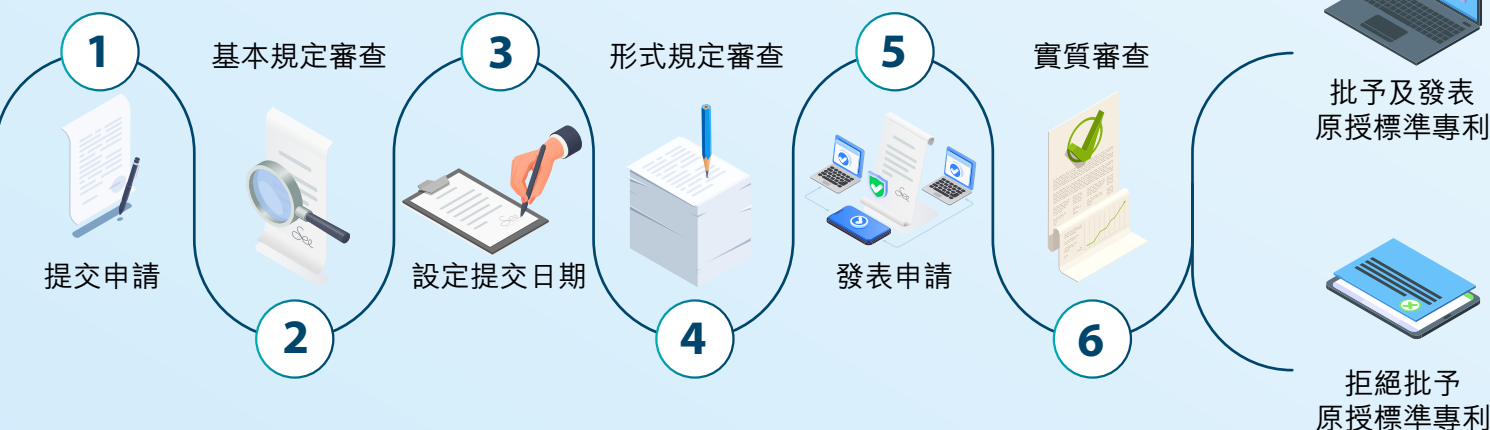 1
提交申請
基本規定審查
2
3
設定提交日期
形式規定審查
4
5
發表申請
實質審查
6
批予及發表
原授標準專利
拒絕批予
原授標準專利